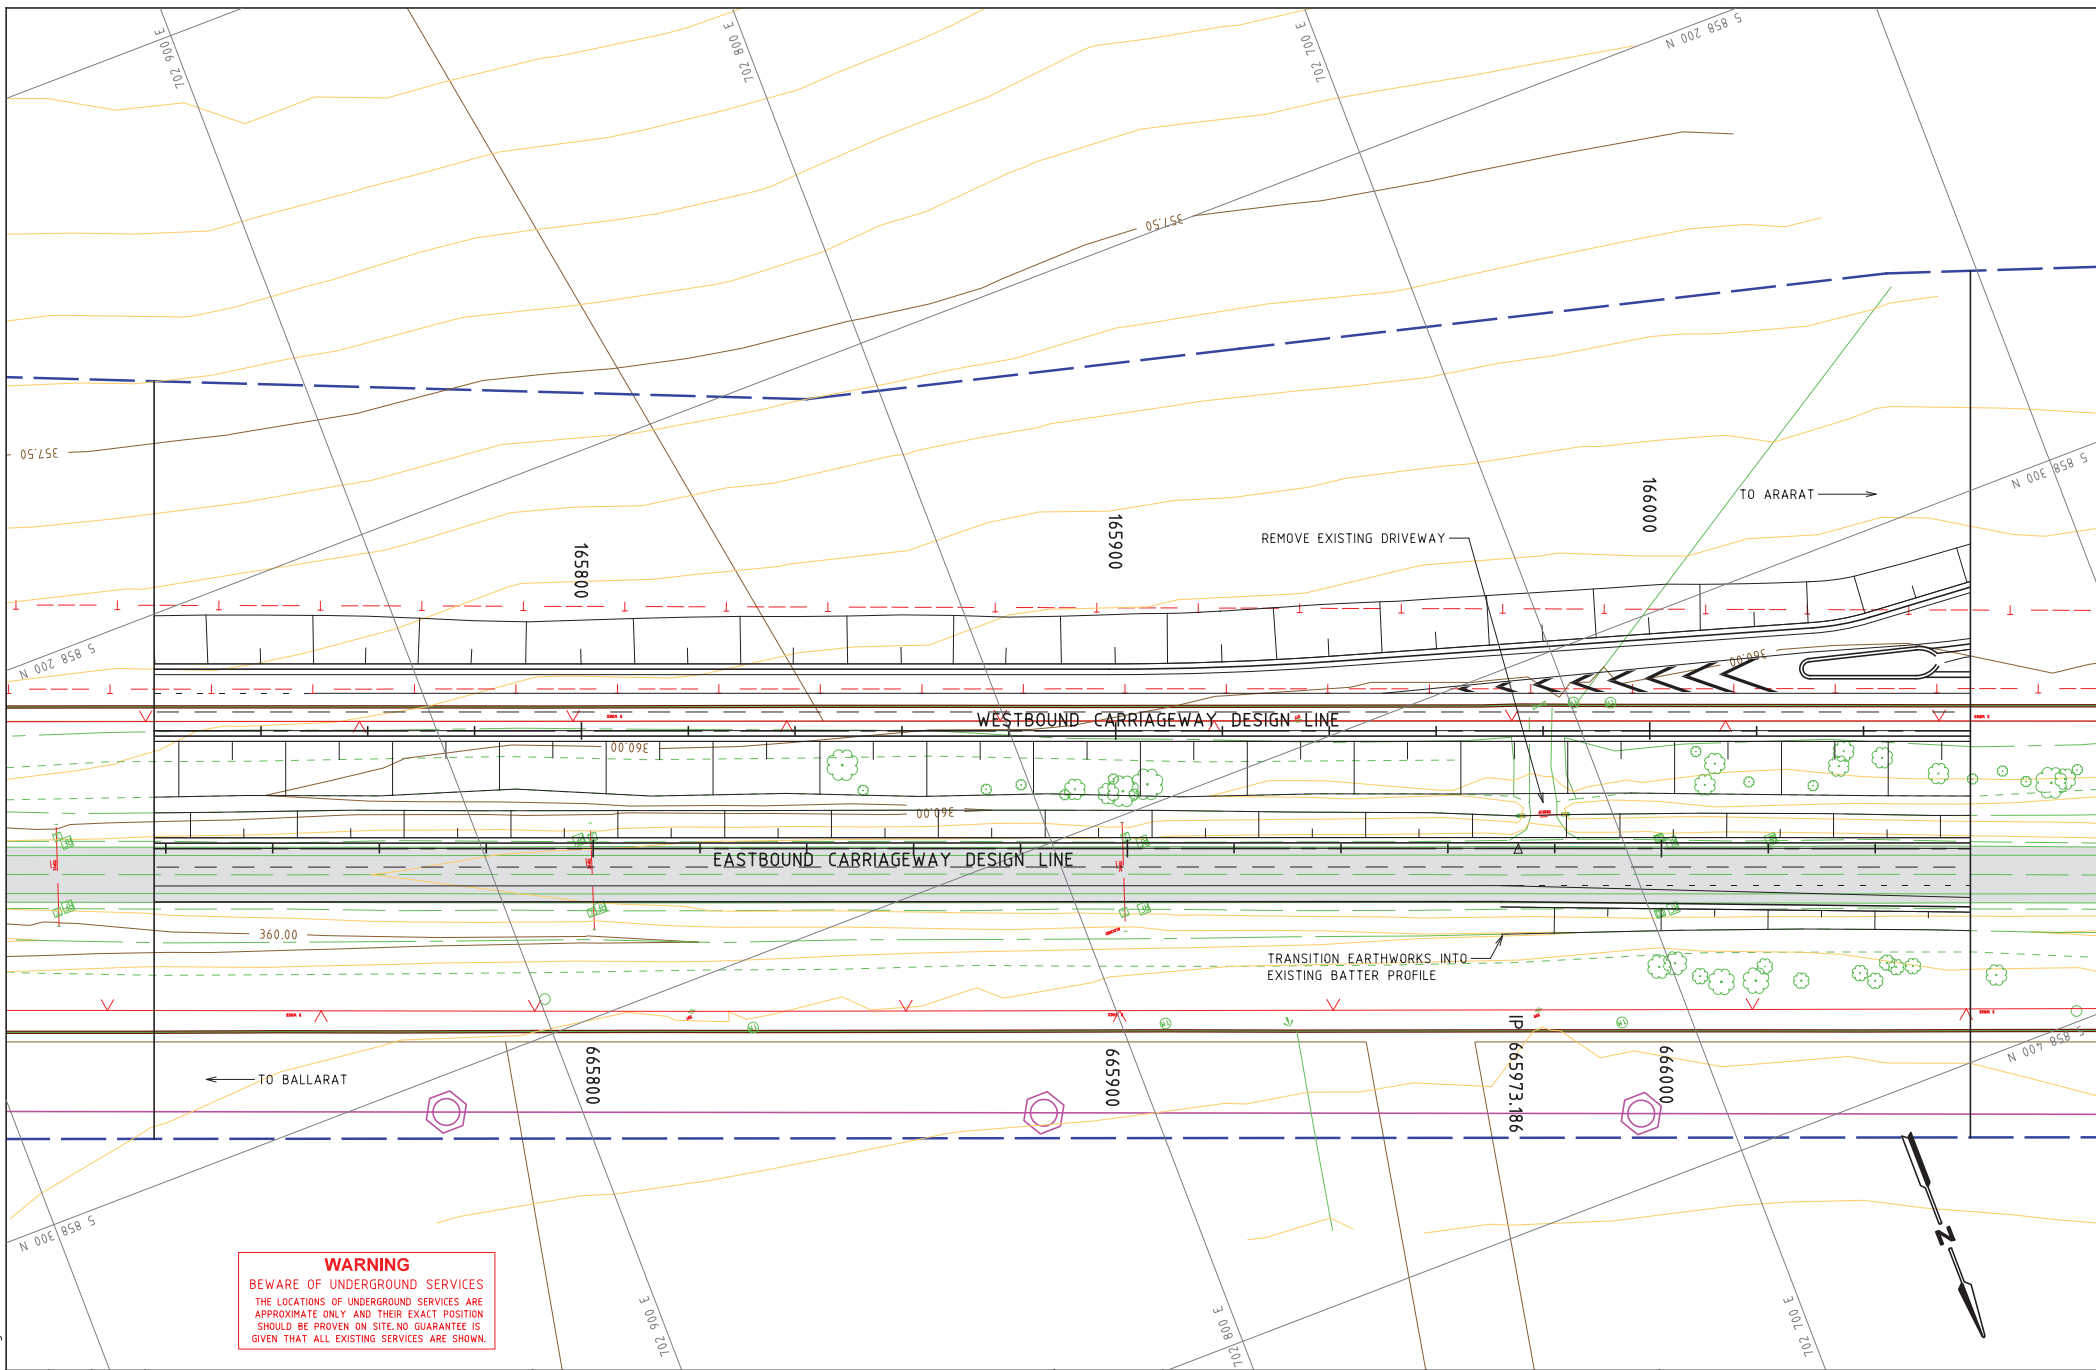 702 900 E
702 800 E
702 700 E
5 858 200 N
357.50
357.50
5 858 300 N
166000
TO ARARAT
165900
REMOVE EXISTING DRIVEWAY
165800
5 858 200 N
360.00
WESTBOUND CARRIAGEWAY DESIGN LINE
360.00
360.00
EASTBOUND CARRIAGEWAY DESIGN LINE
360.00
TRANSITION EARTHWORKS INTO
EXISTING BATTER PROFILE
IP 665973.186
5 858 400 N
665800
665900
666000
TO BALLARAT
5 858 300 N
N
WARNING
BEWARE OF UNDERGROUND SERVICES
THE LOCATIONS OF UNDERGROUND SERVICES ARE
APPROXIMATE ONLY AND THEIR EXACT POSITION
SHOULD BE PROVEN ON SITE. NO GUARANTEE IS
GIVEN THAT ALL EXISTING SERVICES ARE SHOWN.
702 900 E
702 800 E
702 700 E